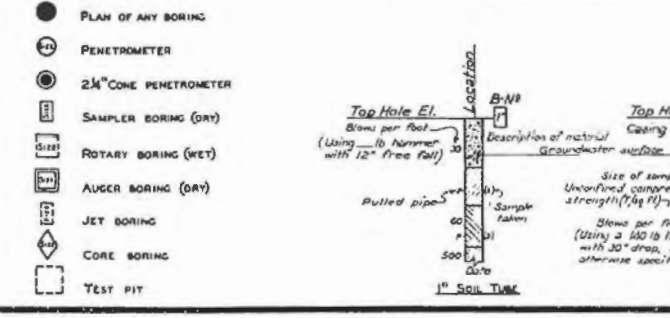 PLAN OF ANY BORING
PENETROMETER
2¼" CONE PENETROMETER
SAMPLER BORING (DRY)
ROTARY BORING (WET)
AUGER BORING (DRY)
JET BORING
CORE BORING
TEST PIT
Size
Location
B-Nº
1"
Top Hole El.
Blows per foot
(Using __ lb hammer
with 12" free fall)
30
Description of material
Groundwater surface
Pulled pipe
P
Sample
taken
60
P
500
Date
1" SOIL TUBE
Top H
Casing
Size of samp
Unconfined compre
strength (T/sq ft)
Blows per f
(Using a 140 lb
with 30" drop,
otherwise specif